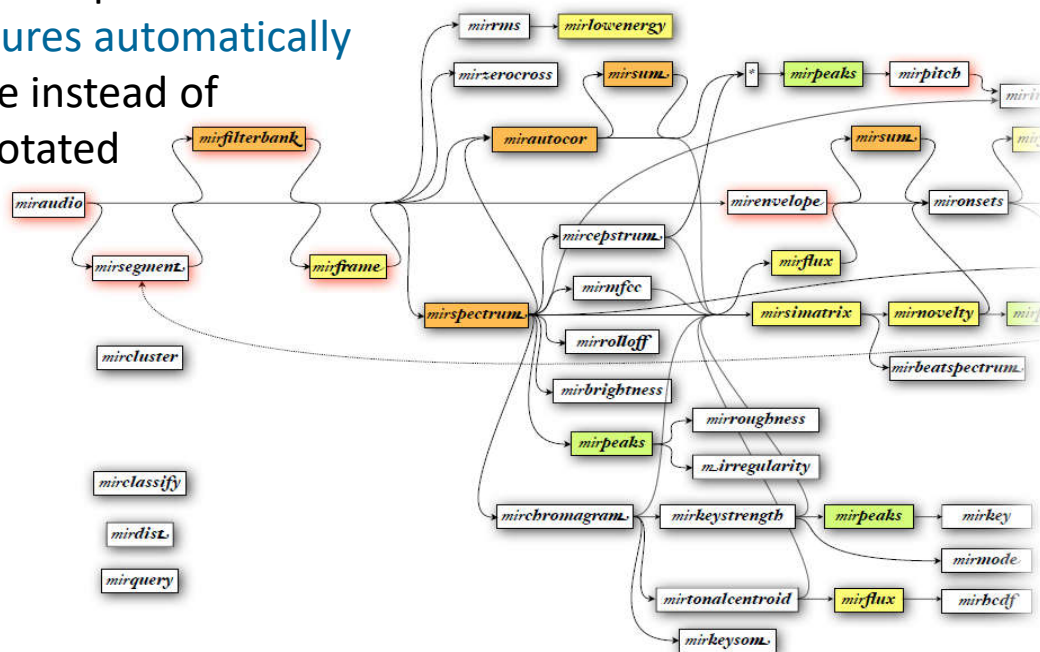 ures automatically
e instead of
otated
mirrms
mirlowenergy
mirzerocross
mirsum
*
mirpeaks
mirpitch
mirfilterbank
mirautocor
mirsum
miraudio
mirenvelope
mironsets
mirsegment
mirframe
mircepstrum
mirflux
mirmfcc
mirspectrum
mirsimatrix
mirnovelty
mirrolloff
mircluster
mirbeatspectrum
mirbrightness
mirroughness
mirpeaks
m_irregularity
mirclassify
mirchromagram
mirkeystrength
mirpeaks
mirkey
mirdist
mirmode
mirquery
mirtonalcentroid
mirflux
mirhcdf
mirkeysom